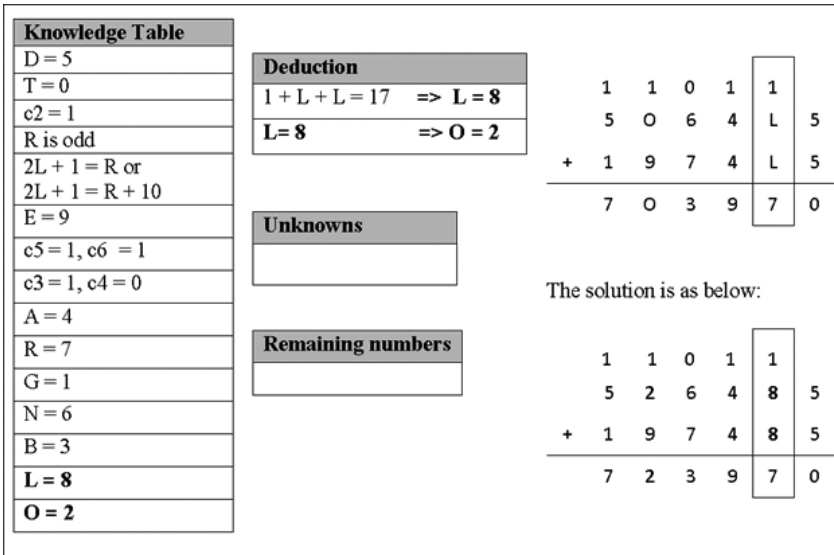 Knowledge Table
D = 5
T = 0
c2 = 1
R is odd
2L + 1 = R or
2L + 1 = R + 10
E = 9
c5 = 1, c6 = 1
c3 = 1, c4 = 0
A = 4
R = 7
G = 1
N = 6
B = 3
L = 8
O = 2
Deduction
1 + L + L = 17 => L = 8
L= 8 => O = 2
Unknowns
Remaining numbers
1 1 0 1 1
5 O 6 4 L 5
+ 1 9 7 4 L 5
7 O 3 9 7 0
The solution is as below:
1 1 0 1 1
5 2 6 4 8 5
+ 1 9 7 4 8 5
7 2 3 9 7 0